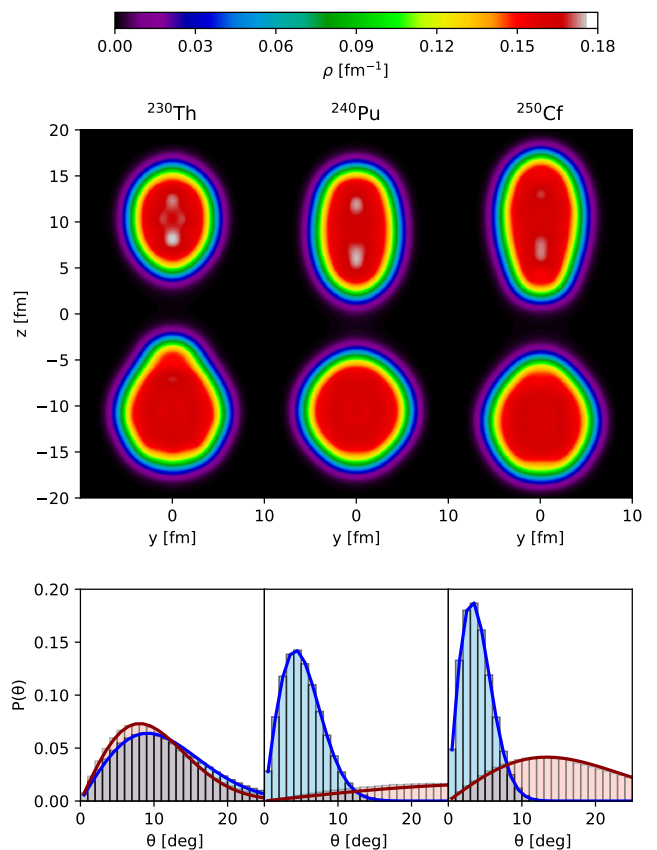 0.00 0.03 0.06 0.09 0.12 0.15 0.18
ρ [fm⁻¹]
²³⁰Th ²⁴⁰Pu ²⁵⁰Cf
20
15
10
5
0
−5
−10
−15
−20
z [fm]
0 10 0 10 0 10
y [fm] y [fm] y [fm]
0.20
0.15
0.10
0.05
0.00
P(θ)
0 10 20 0 10 20 0 10 20
θ [deg] θ [deg] θ [deg]